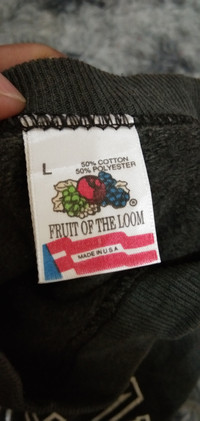 L
50% COTTON
50% POLYESTER
FRUIT OF THE LOOM
®
MADE IN U.S.A